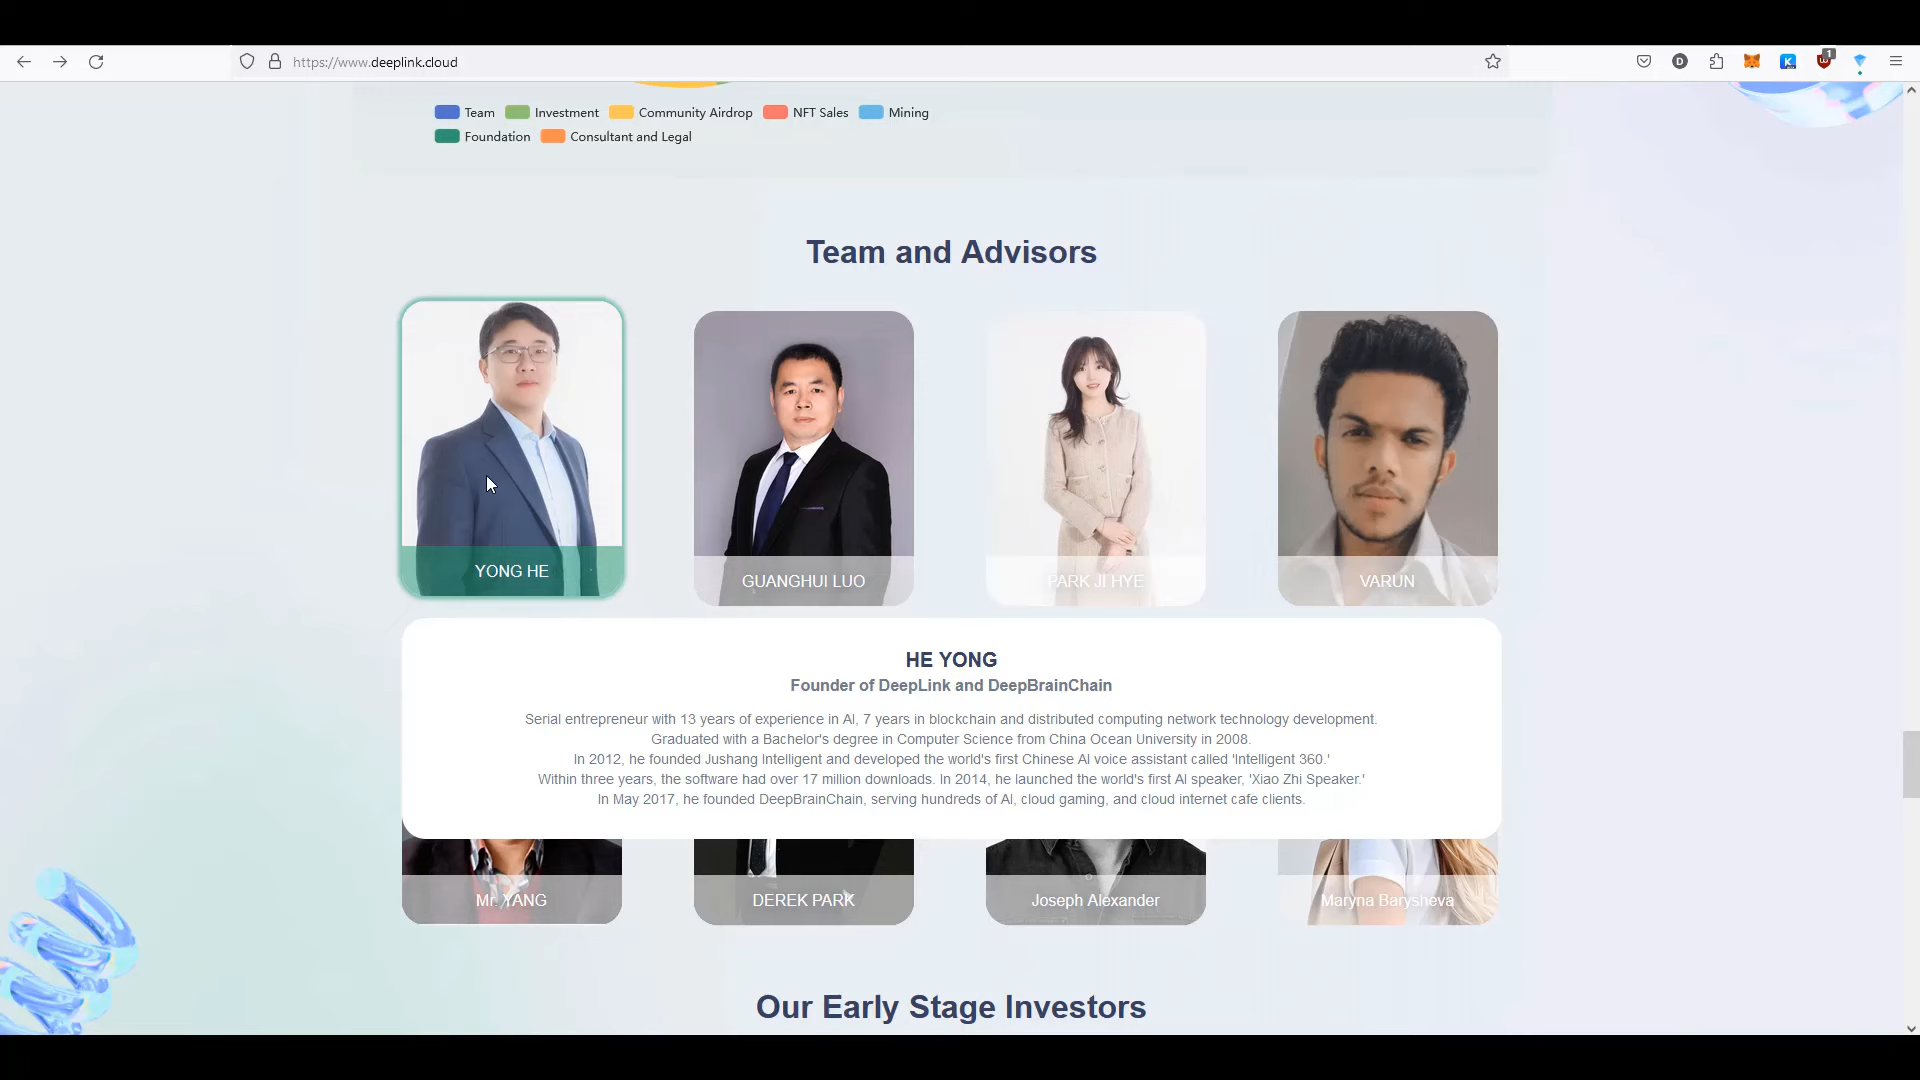 https://www.deeplink.cloud
1
D
K
Team Investment Community Airdrop NFT Sales Mining
Foundation Consultant and Legal
Team and Advisors
YONG HE
GUANGHUI LUO
PARK JI HYE
VARUN
HE YONG
Founder of DeepLink and DeepBrainChain
Serial entrepreneur with 13 years of experience in AI, 7 years in blockchain and distributed computing network technology development.
Graduated with a Bachelor's degree in Computer Science from China Ocean University in 2008.
In 2012, he founded Jushang Intelligent and developed the world's first Chinese AI voice assistant called 'Intelligent 360.'
Within three years, the software had over 17 million downloads. In 2014, he launched the world's first AI speaker, 'Xiao Zhi Speaker.'
In May 2017, he founded DeepBrainChain, serving hundreds of AI, cloud gaming, and cloud internet cafe clients.
Mr. YANG
DEREK PARK
Joseph Alexander
Maryna Barysheva
Our Early Stage Investors